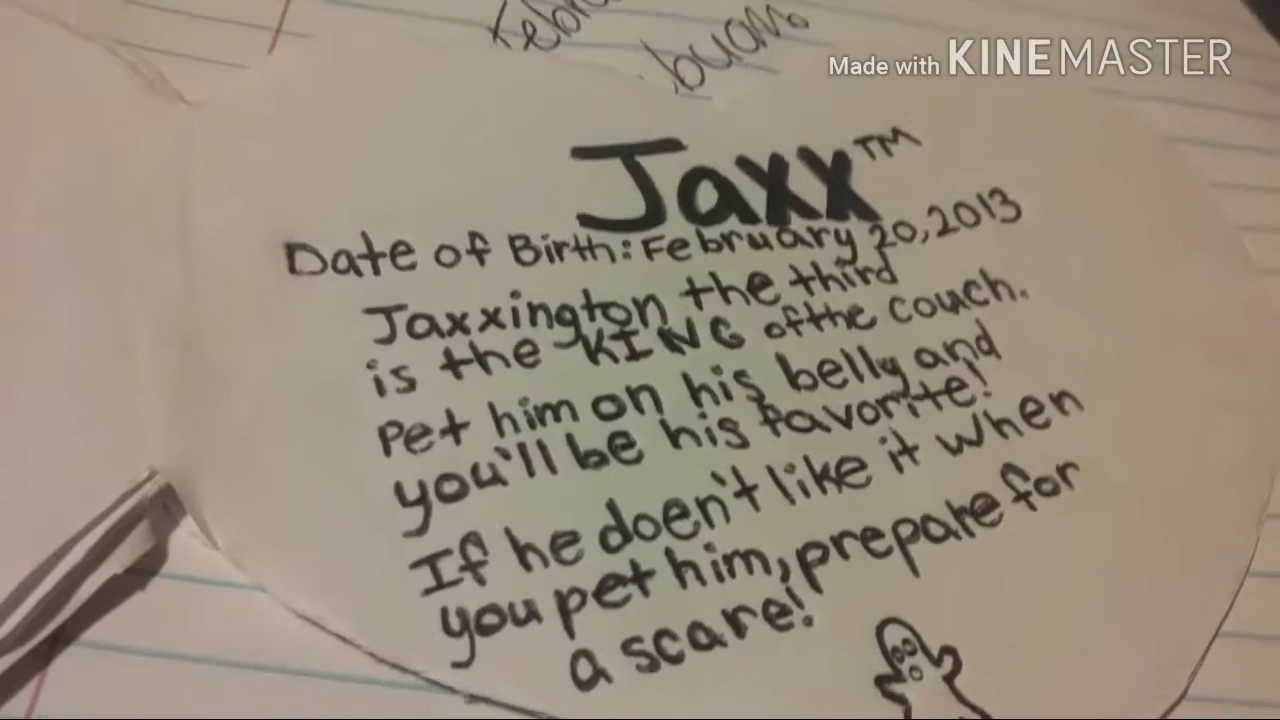 Made with KINEMASTER
Jaxx™
Date of Birth: February 20, 2013
Jaxxington the third
is the KING of the couch.
Pet him on his belly and
you'll be his favorite!
If he doen't like it when
you pet him, prepare for
a scare!